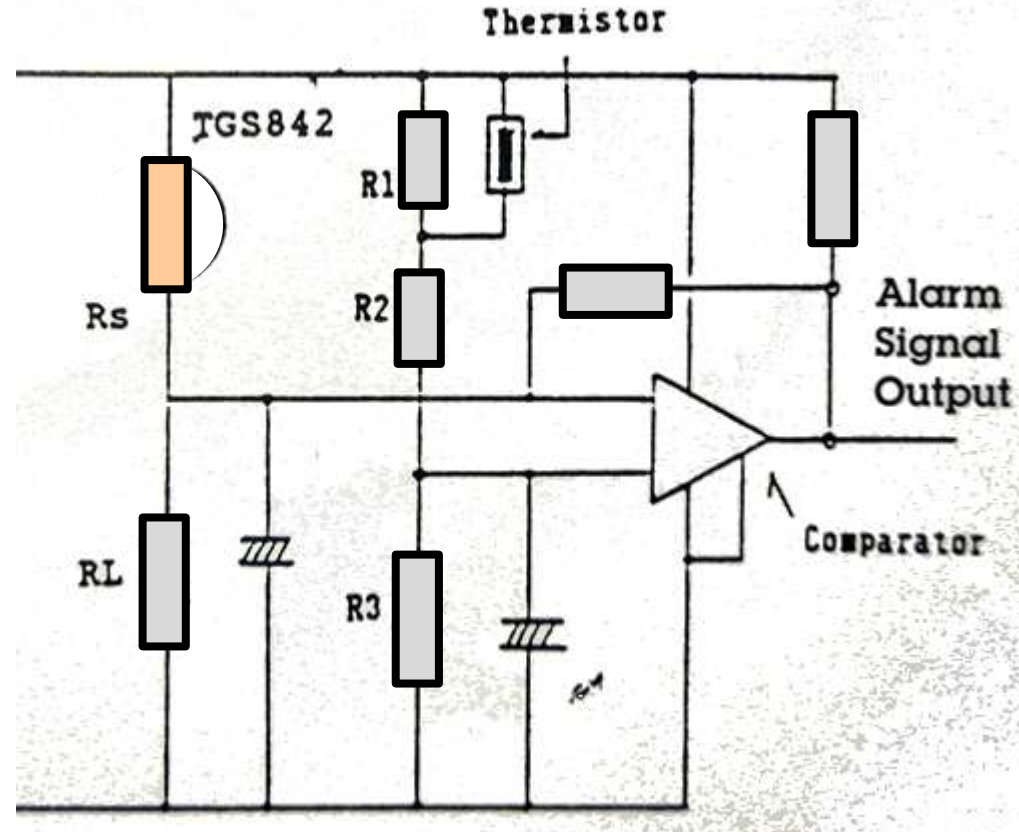 Thermistor
TGS842
R1
Rs
R2
Alarm
Signal
Output
Comparator
RL
R3